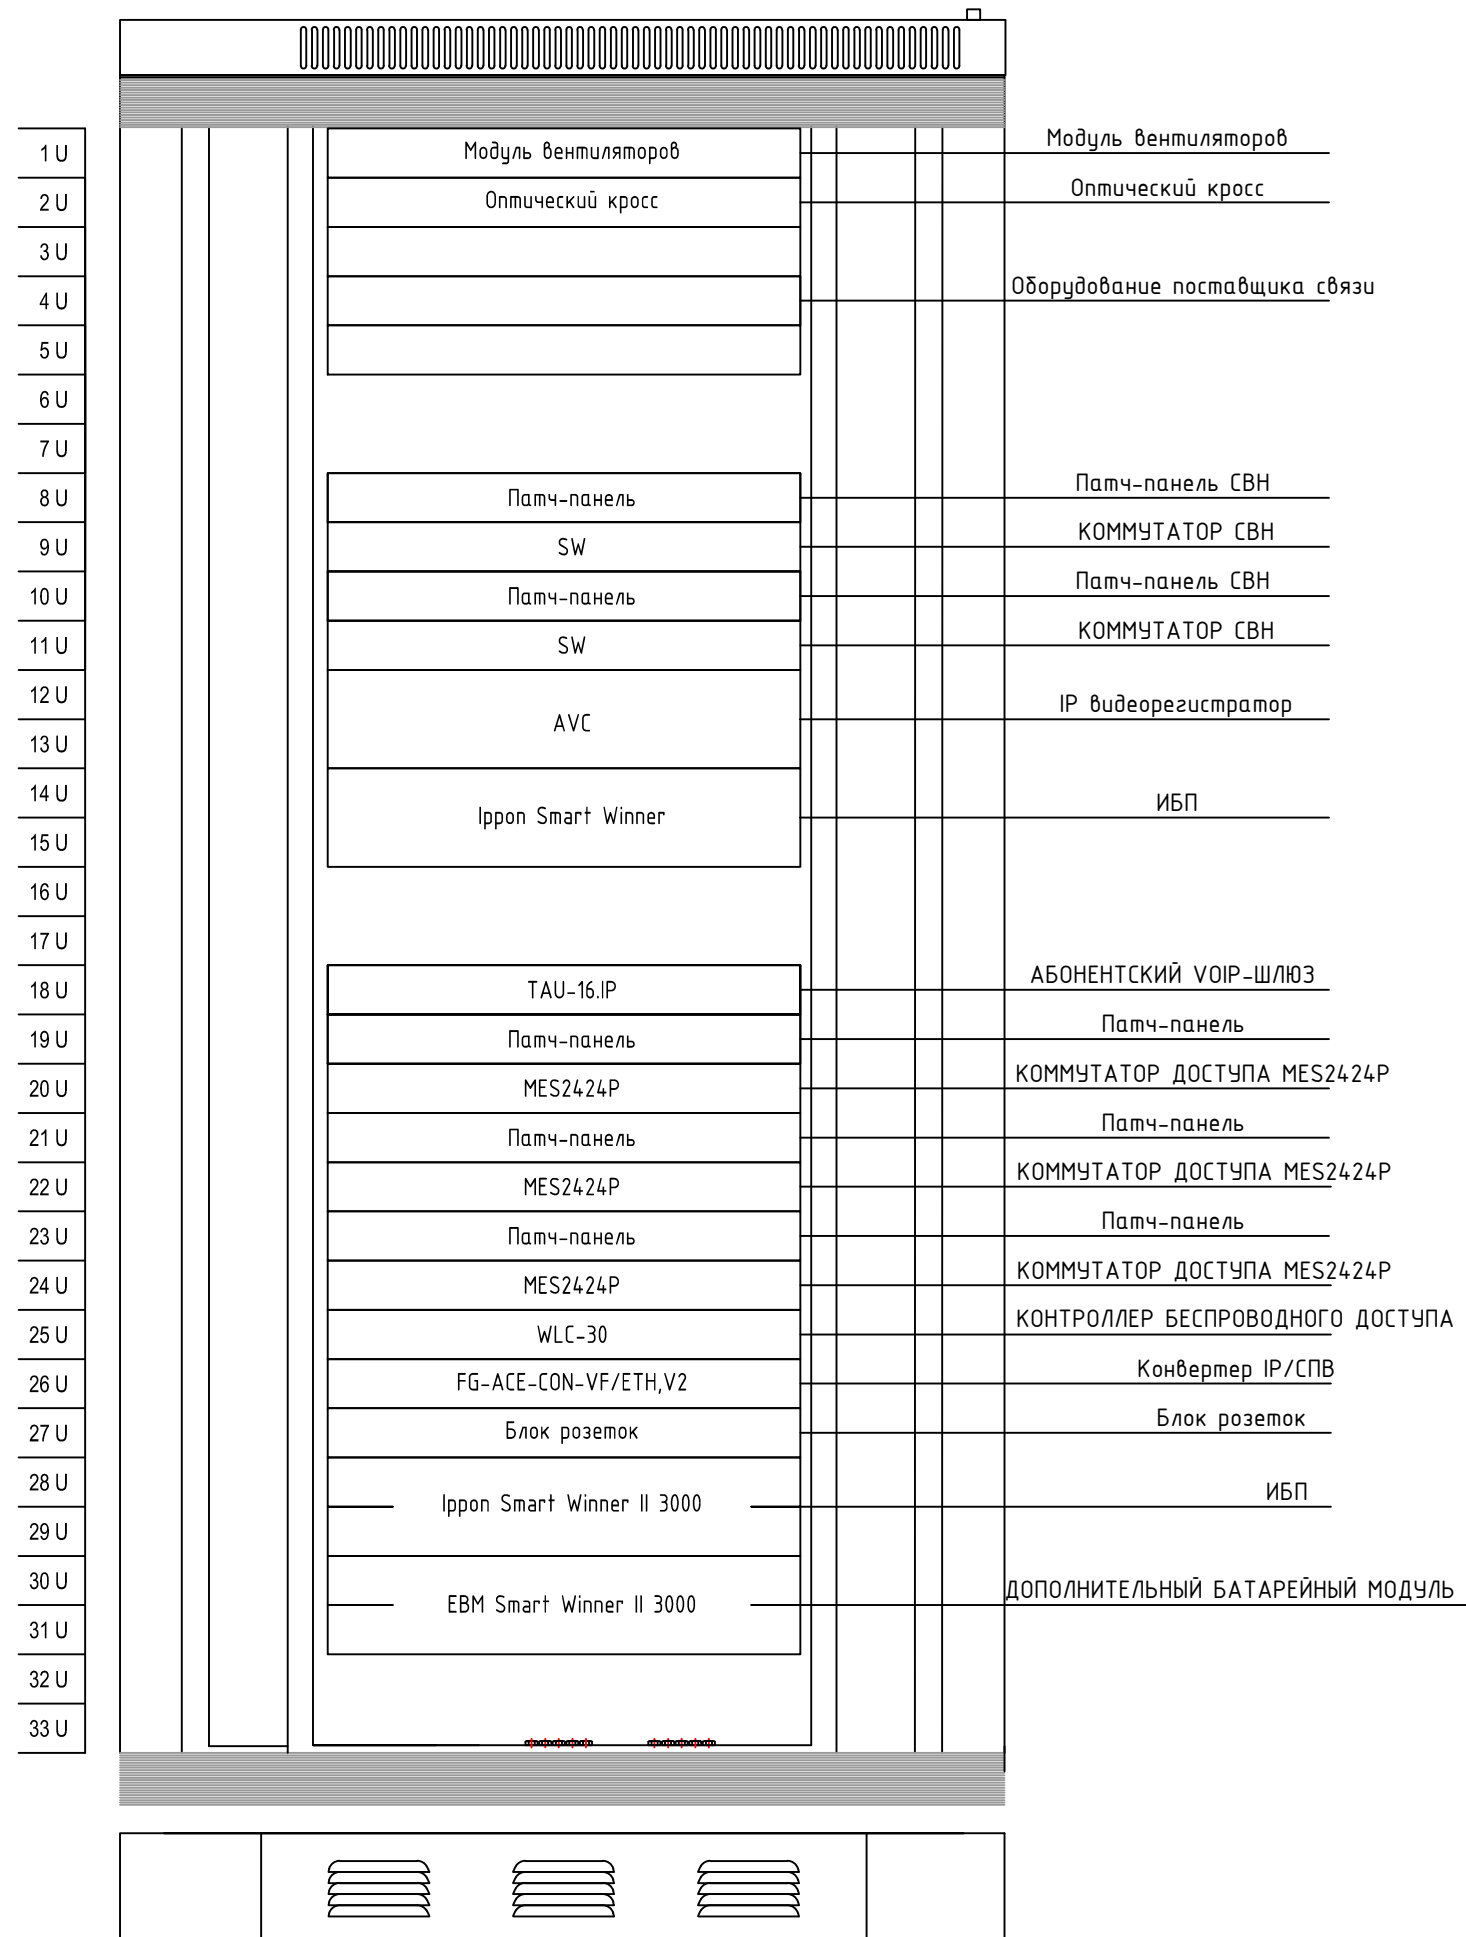 1 U Модуль вентиляторов Модуль вентиляторов
2 U Оптический кросс Оптический кросс
3 U
4 U Оборудование поставщика связи
5 U
6 U
7 U
8 U Патч-панель Патч-панель СВН
9 U SW КОММУТАТОР СВН
10 U Патч-панель Патч-панель СВН
11 U SW КОММУТАТОР СВН
12 U
AVC IP видеорегистратор
13 U
14 U
Ippon Smart Winner ИБП
15 U
16 U
17 U
18 U TAU-16.IP АБОНЕНТСКИЙ VOIP-ШЛЮЗ
19 U Патч-панель Патч-панель
20 U MES2424P КОММУТАТОР ДОСТУПА MES2424P
21 U Патч-панель Патч-панель
22 U MES2424P КОММУТАТОР ДОСТУПА MES2424P
23 U Патч-панель Патч-панель
24 U MES2424P КОММУТАТОР ДОСТУПА MES2424P
25 U WLC-30 КОНТРОЛЛЕР БЕСПРОВОДНОГО ДОСТУПА
26 U FG-ACE-CON-VF/ETH,V2 Конвертер IP/СПВ
27 U Блок розеток Блок розеток
28 U
Ippon Smart Winner II 3000 ИБП
29 U
30 U
EBM Smart Winner II 3000 ДОПОЛНИТЕЛЬНЫЙ БАТАРЕЙНЫЙ МОДУЛЬ
31 U
32 U
33 U